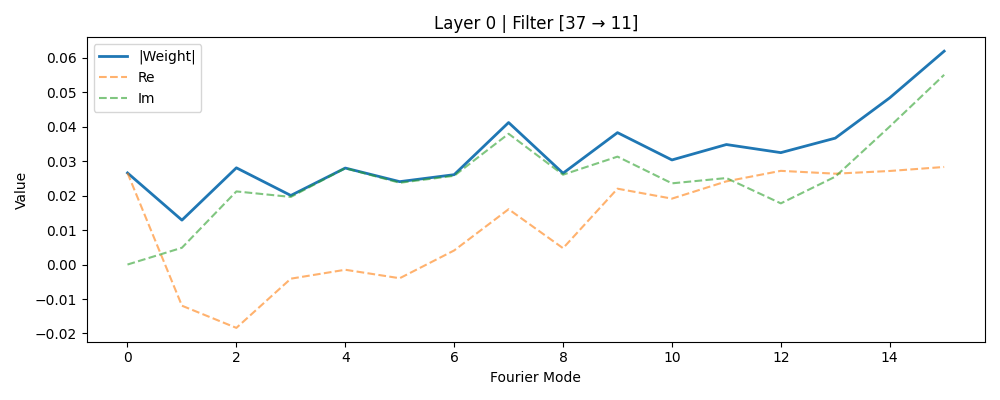 Layer 0 | Filter [37 → 11]
|Weight|
Re
Im
Value
0.06
0.05
0.04
0.03
0.02
0.01
0.00
−0.01
−0.02
0 2 4 6 8 10 12 14
Fourier Mode